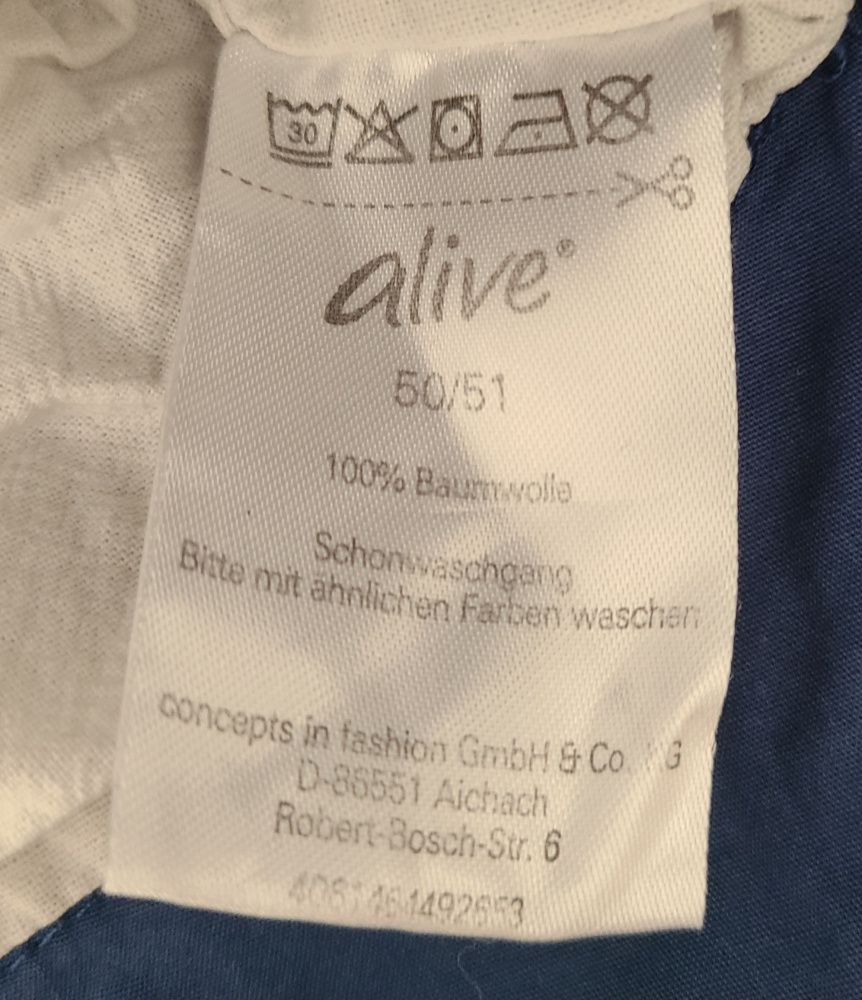 30
alive®
50/51
100% Baumwolle
Schonwaschgang
Bitte mit ähnlichen Farben waschen
concepts in fashion GmbH & Co. KG
D-86551 Aichach
Robert-Bosch-Str. 6